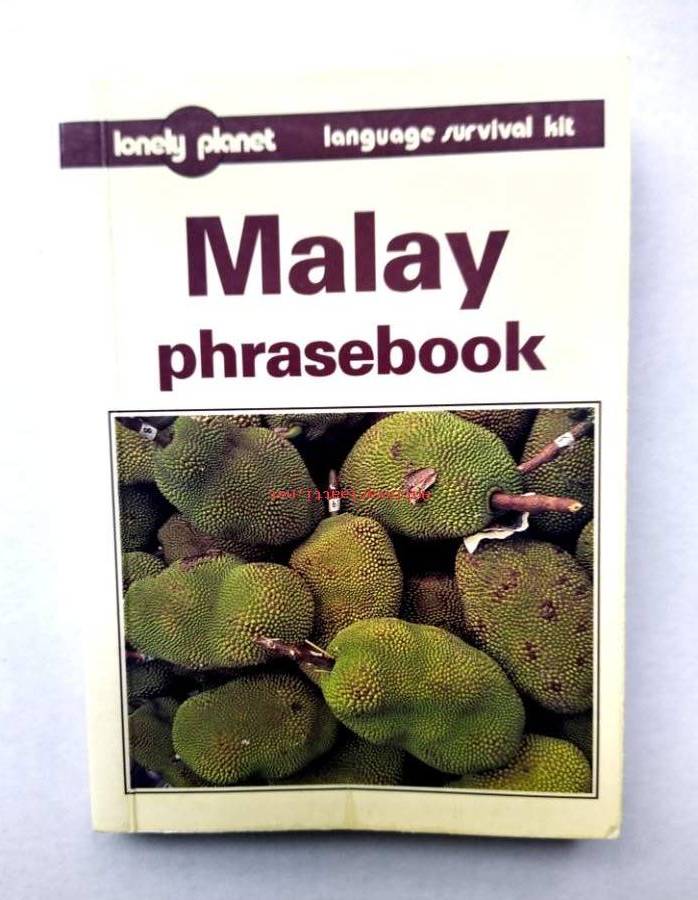 lonely planet language survival kit
Malay
phrasebook